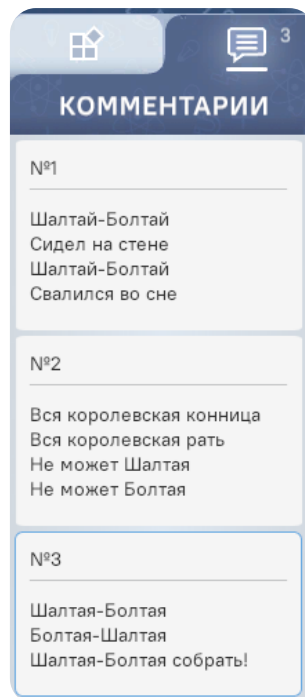 3
КОММЕНТАРИИ
№1
Шалтай-Болтай
Сидел на стене
Шалтай-Болтай
Свалился во сне
№2
Вся королевская конница
Вся королевская рать
Не может Шалтая
Не может Болтая
№3
Шалтая-Болтая
Болтая-Шалтая
Шалтая-Болтая собрать!